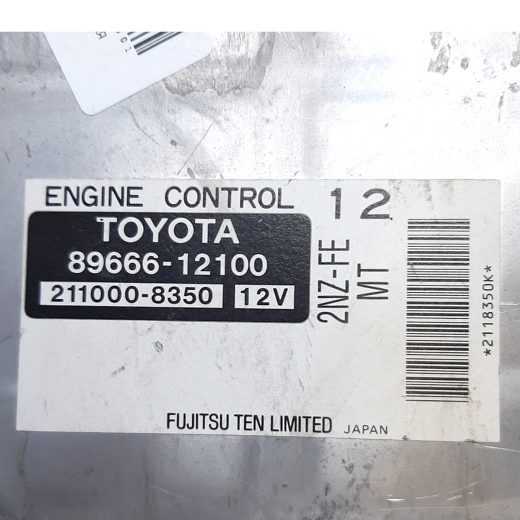 ENGINE CONTROL 12
TOYOTA
89666-12100
211000-8350 12V
2NZ-FE
MT
*2118350K*
FUJITSU TEN LIMITED JAPAN